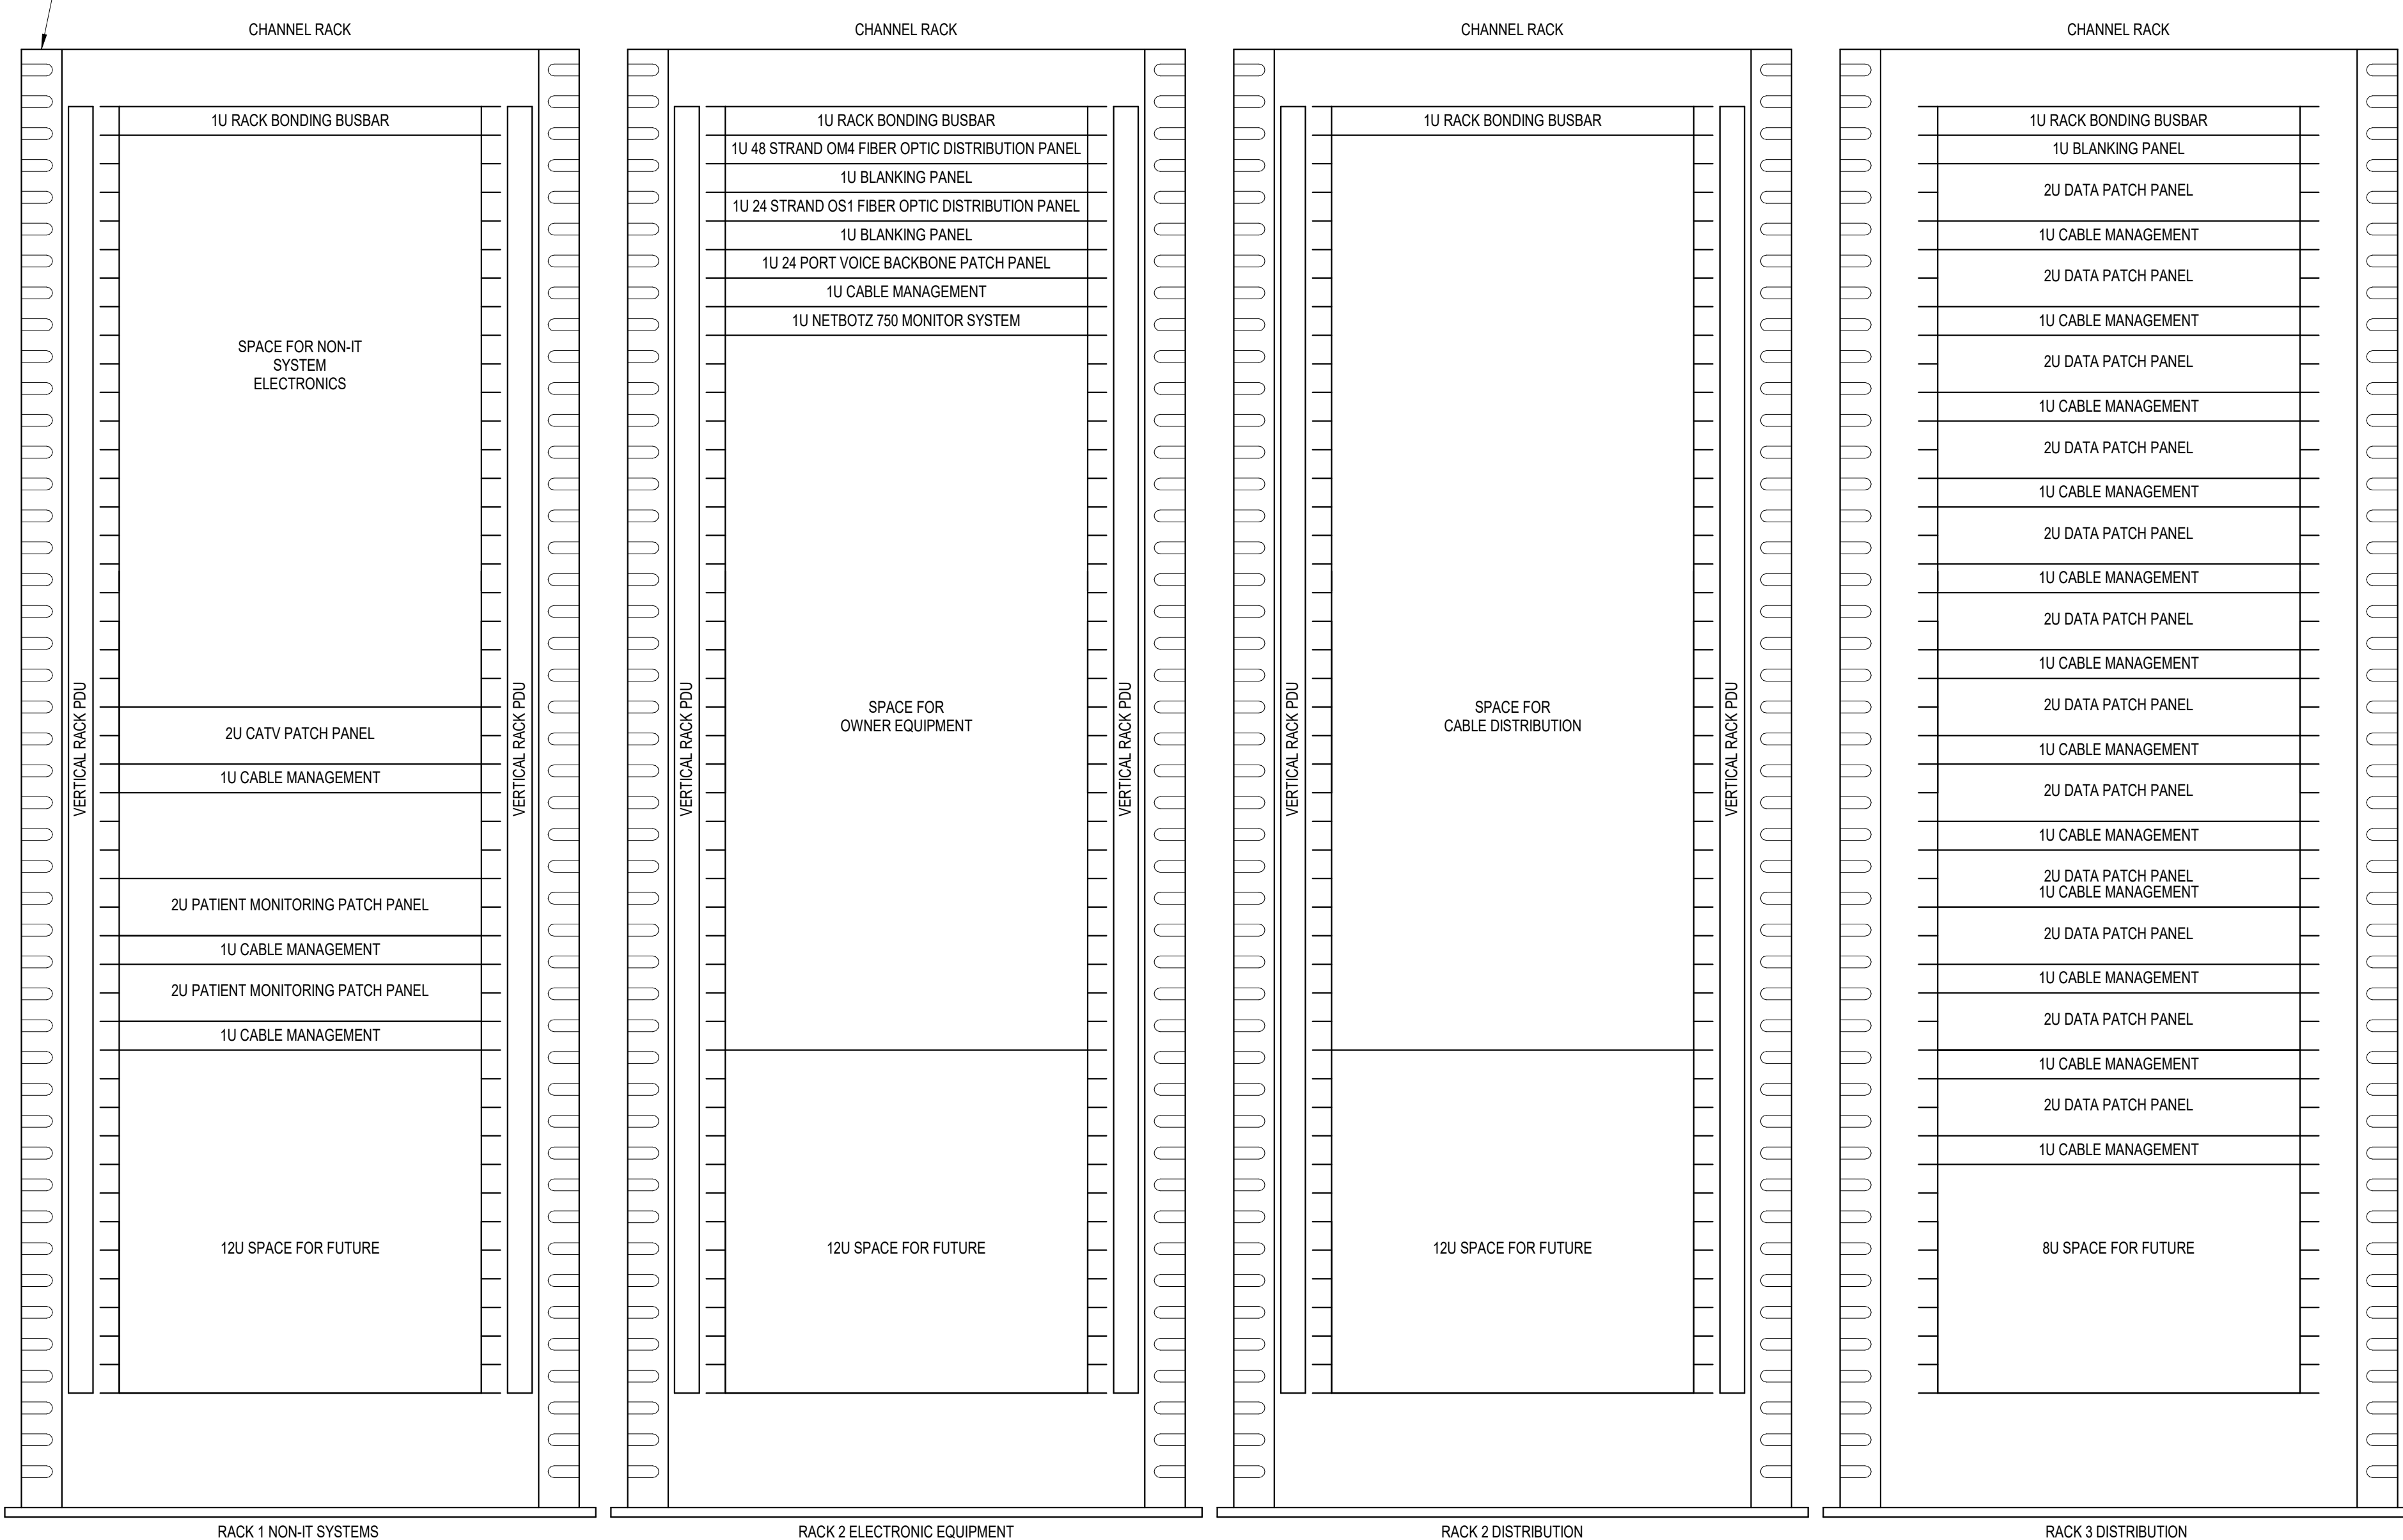 CHANNEL RACK
1U RACK BONDING BUSBAR
SPACE FOR NON-IT
SYSTEM
ELECTRONICS
2U CATV PATCH PANEL
1U CABLE MANAGEMENT
2U PATIENT MONITORING PATCH PANEL
1U CABLE MANAGEMENT
2U PATIENT MONITORING PATCH PANEL
1U CABLE MANAGEMENT
12U SPACE FOR FUTURE
VERTICAL RACK PDU
VERTICAL RACK PDU
RACK 1 NON-IT SYSTEMS
CHANNEL RACK
1U RACK BONDING BUSBAR
1U 48 STRAND OM4 FIBER OPTIC DISTRIBUTION PANEL
1U BLANKING PANEL
1U 24 STRAND OS1 FIBER OPTIC DISTRIBUTION PANEL
1U BLANKING PANEL
1U 24 PORT VOICE BACKBONE PATCH PANEL
1U CABLE MANAGEMENT
1U NETBOTZ 750 MONITOR SYSTEM
SPACE FOR
OWNER EQUIPMENT
12U SPACE FOR FUTURE
VERTICAL RACK PDU
VERTICAL RACK PDU
RACK 2 ELECTRONIC EQUIPMENT
CHANNEL RACK
1U RACK BONDING BUSBAR
SPACE FOR
CABLE DISTRIBUTION
12U SPACE FOR FUTURE
VERTICAL RACK PDU
VERTICAL RACK PDU
RACK 2 DISTRIBUTION
CHANNEL RACK
1U RACK BONDING BUSBAR
1U BLANKING PANEL
2U DATA PATCH PANEL
1U CABLE MANAGEMENT
2U DATA PATCH PANEL
1U CABLE MANAGEMENT
2U DATA PATCH PANEL
1U CABLE MANAGEMENT
2U DATA PATCH PANEL
1U CABLE MANAGEMENT
2U DATA PATCH PANEL
1U CABLE MANAGEMENT
2U DATA PATCH PANEL
1U CABLE MANAGEMENT
2U DATA PATCH PANEL
1U CABLE MANAGEMENT
2U DATA PATCH PANEL
1U CABLE MANAGEMENT
2U DATA PATCH PANEL
1U CABLE MANAGEMENT
2U DATA PATCH PANEL
1U CABLE MANAGEMENT
2U DATA PATCH PANEL
1U CABLE MANAGEMENT
2U DATA PATCH PANEL
1U CABLE MANAGEMENT
8U SPACE FOR FUTURE
RACK 3 DISTRIBUTION